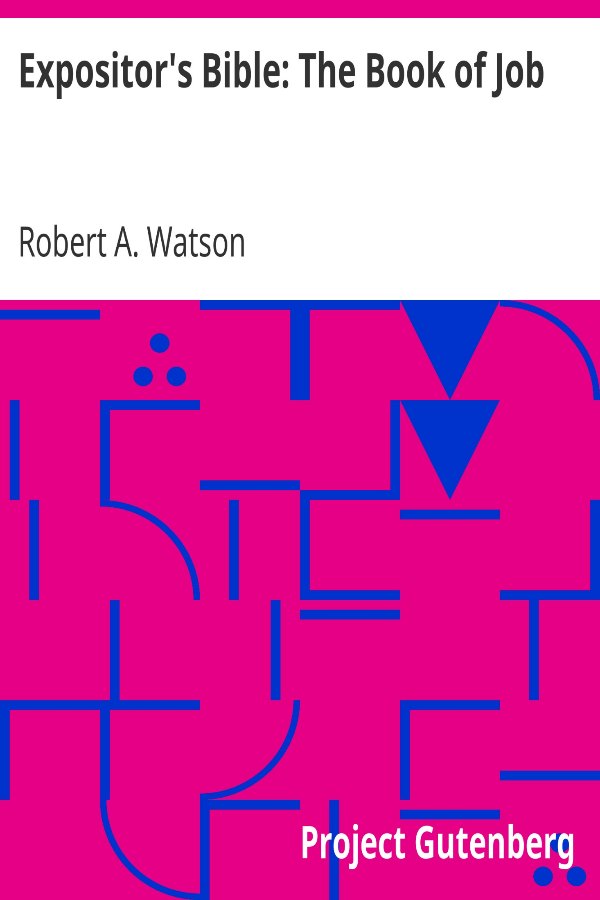 Expositor's Bible: The Book of Job
Robert A. Watson
Project Gutenberg